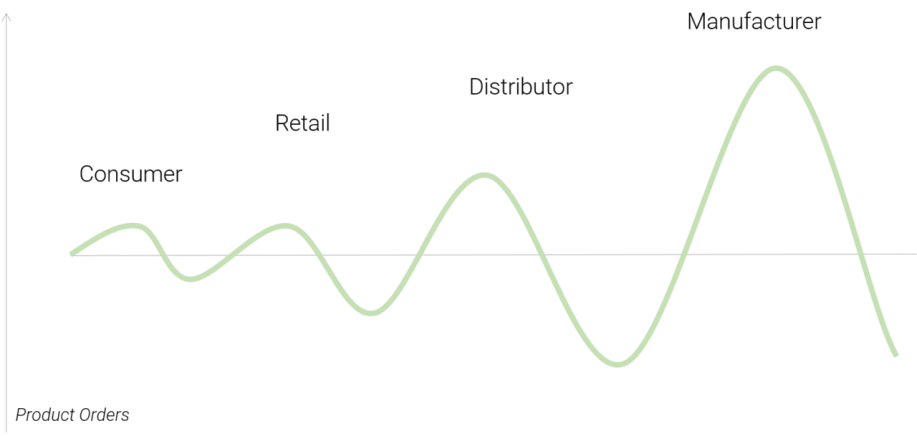 Manufacturer
Distributor
Retail
Consumer
Product Orders